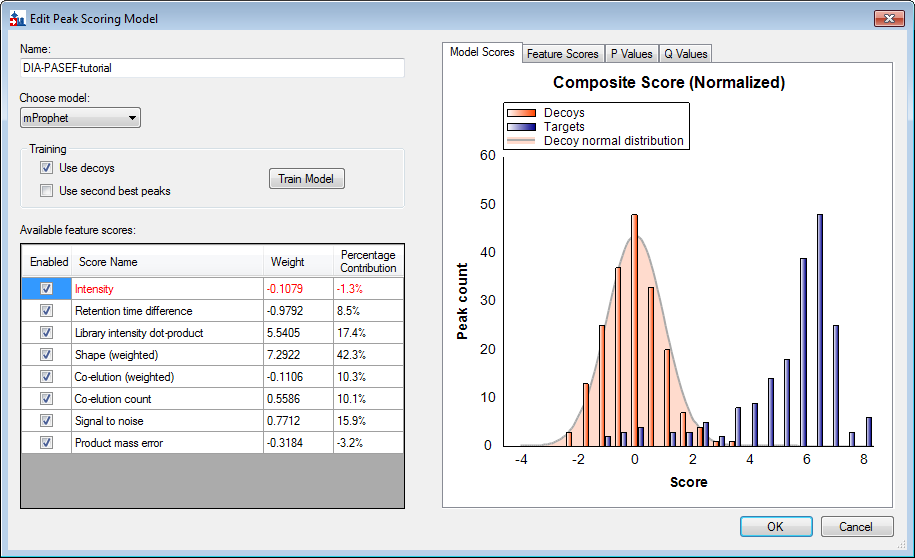 Edit Peak Scoring Model
Name:
DIA-PASEF-tutorial
Choose model:
mProphet
Training
Use decoys
Use second best peaks
Train Model
Available feature scores:
Enabled Score Name Weight Percentage Contribution
Intensity -0.1079 -1.3%
Retention time difference -0.9792 8.5%
Library intensity dot-product 5.5405 17.4%
Shape (weighted) 7.2922 42.3%
Co-elution (weighted) -0.1106 10.3%
Co-elution count 0.5586 10.1%
Signal to noise 0.7712 15.9%
Product mass error -0.3184 -3.2%
Model Scores Feature Scores P Values Q Values
Composite Score (Normalized)
Decoys
Targets
Decoy normal distribution
Peak count
60
50
40
30
20
10
0
-4 -2 0 2 4 6 8
Score
OK Cancel